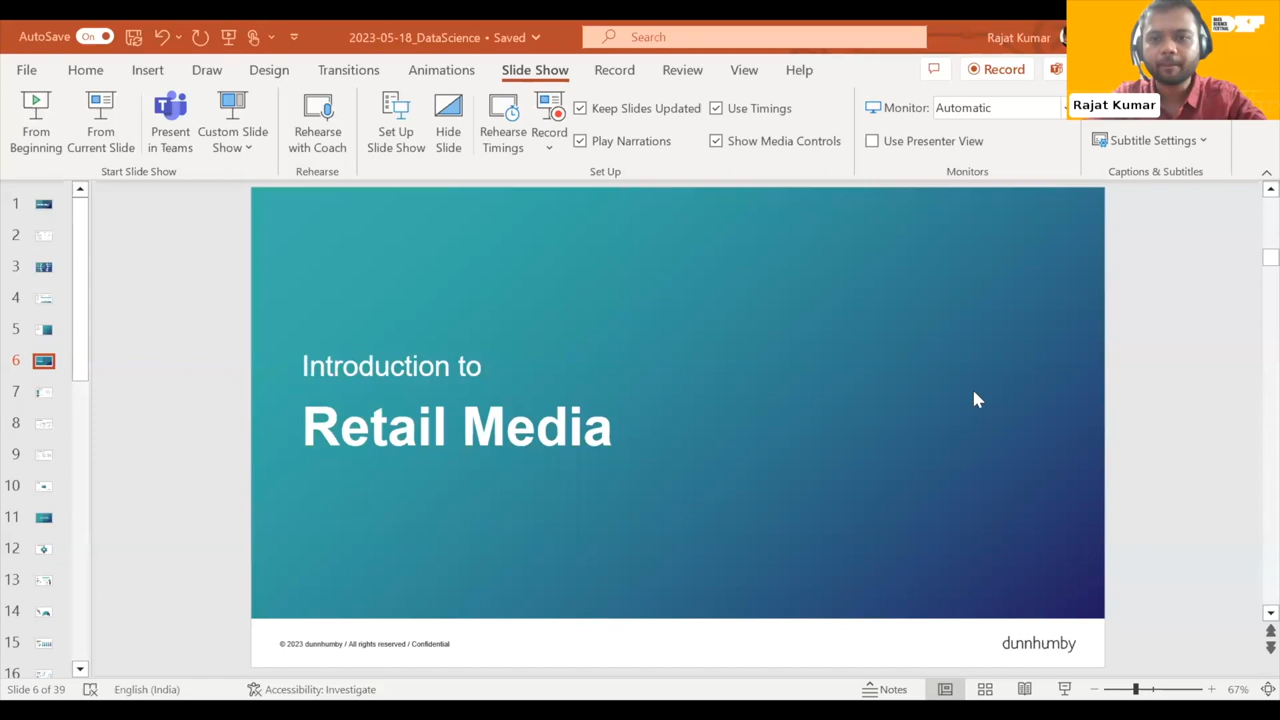 AutoSave On 2023-05-18_DataScience • Saved Search Rajat Kumar
File Home Insert Draw Design Transitions Animations Slide Show Record Review View Help Record
Rajat Kumar
From Beginning
From Current Slide
Present in Teams
Custom Slide Show
Rehearse with Coach
Set Up Slide Show
Hide Slide
Rehearse Timings
Record
Keep Slides Updated
Play Narrations
Use Timings
Show Media Controls
Monitor: Automatic
Use Presenter View
Subtitle Settings
Start Slide Show Rehearse Set Up Monitors Captions & Subtitles
1
2
3
4
5
6
7
8
9
10
11
12
13
14
15
16
Introduction to
Retail Media
© 2023 dunnhumby / All rights reserved / Confidential
dunnhumby
Slide 6 of 39 English (India) Accessibility: Investigate Notes 67%